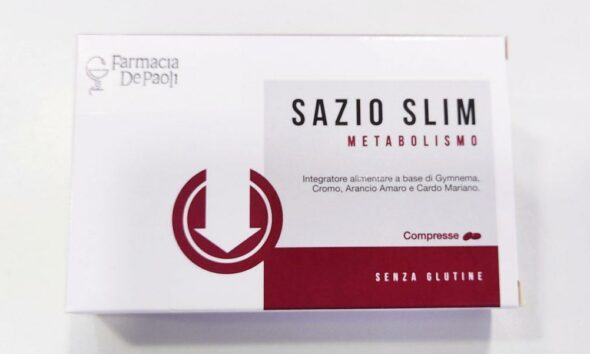 Farmacia
De Paoli
SAZIO SLIM
METABOLISMO
Integratore alimentare a base di Gymnema,
Cromo, Arancio Amaro e Cardo Mariano.
Compresse
SENZA GLUTINE